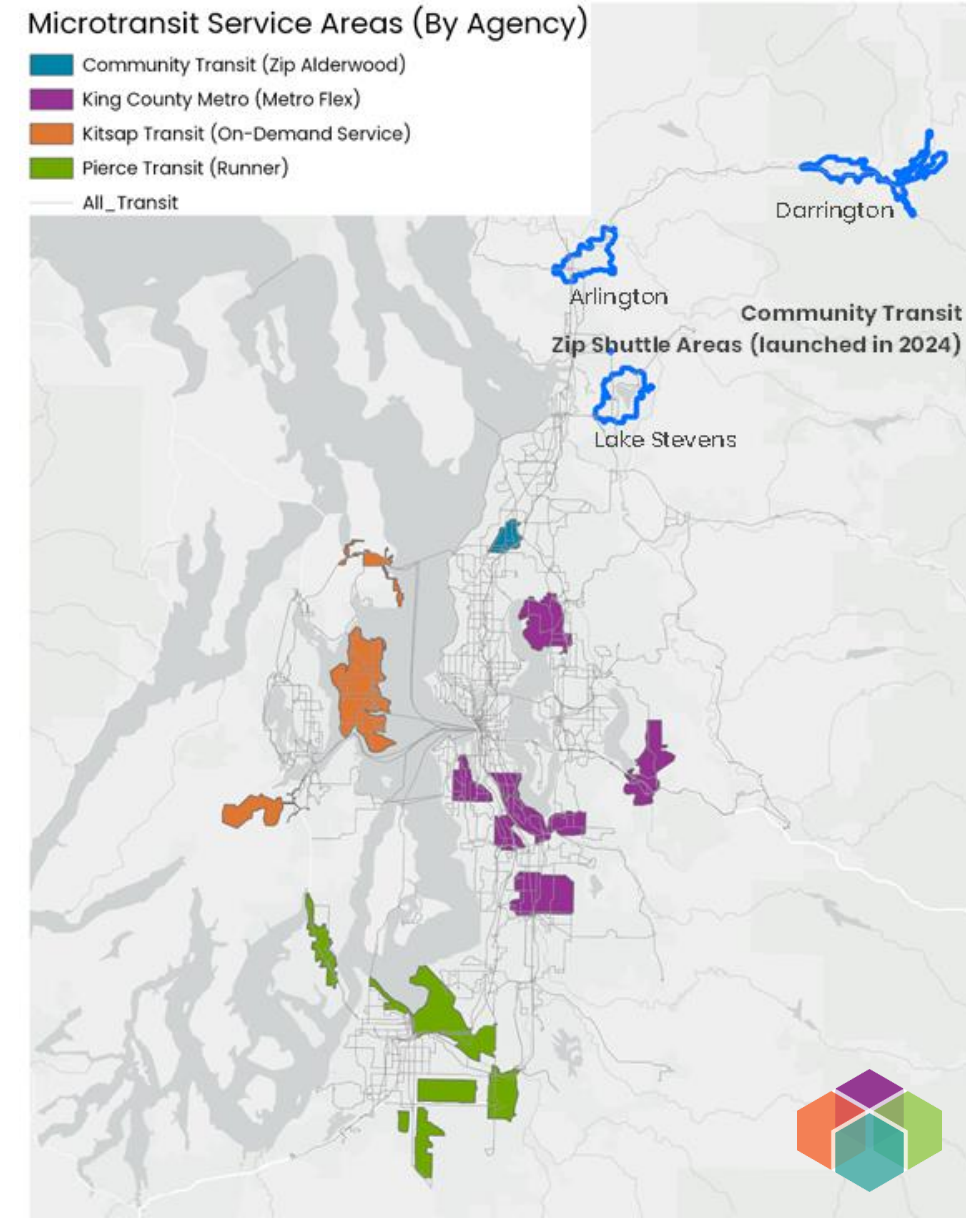 Microtransit Service Areas (By Agency)
Community Transit (Zip Alderwood)
King County Metro (Metro Flex)
Kitsap Transit (On-Demand Service)
Pierce Transit (Runner)
All_Transit
Darrington
Arlington
Community Transit
Zip Shuttle Areas (launched in 2024)
Lake Stevens